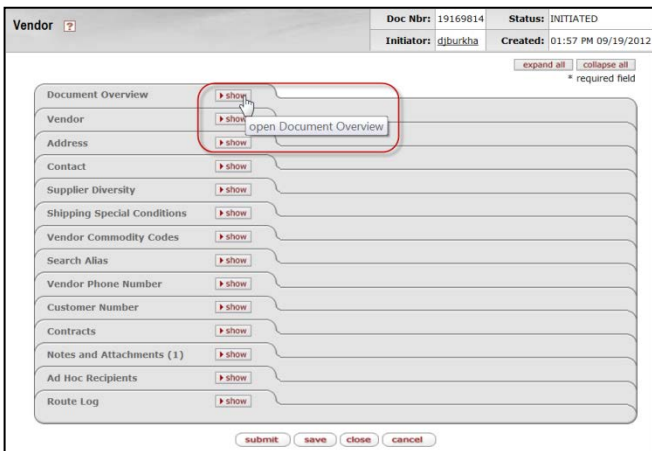 Vendor ?
Doc Nbr: 19169814 Status: INITIATED
Initiator: djburkha Created: 01:57 PM 09/19/2012
expand all collapse all
* required field
Document Overview show
Vendor show
open Document Overview
Address show
Contact show
Supplier Diversity show
Shipping Special Conditions show
Vendor Commodity Codes show
Search Alias show
Vendor Phone Number show
Customer Number show
Contracts show
Notes and Attachments (1) show
Ad Hoc Recipients show
Route Log show
submit save close cancel